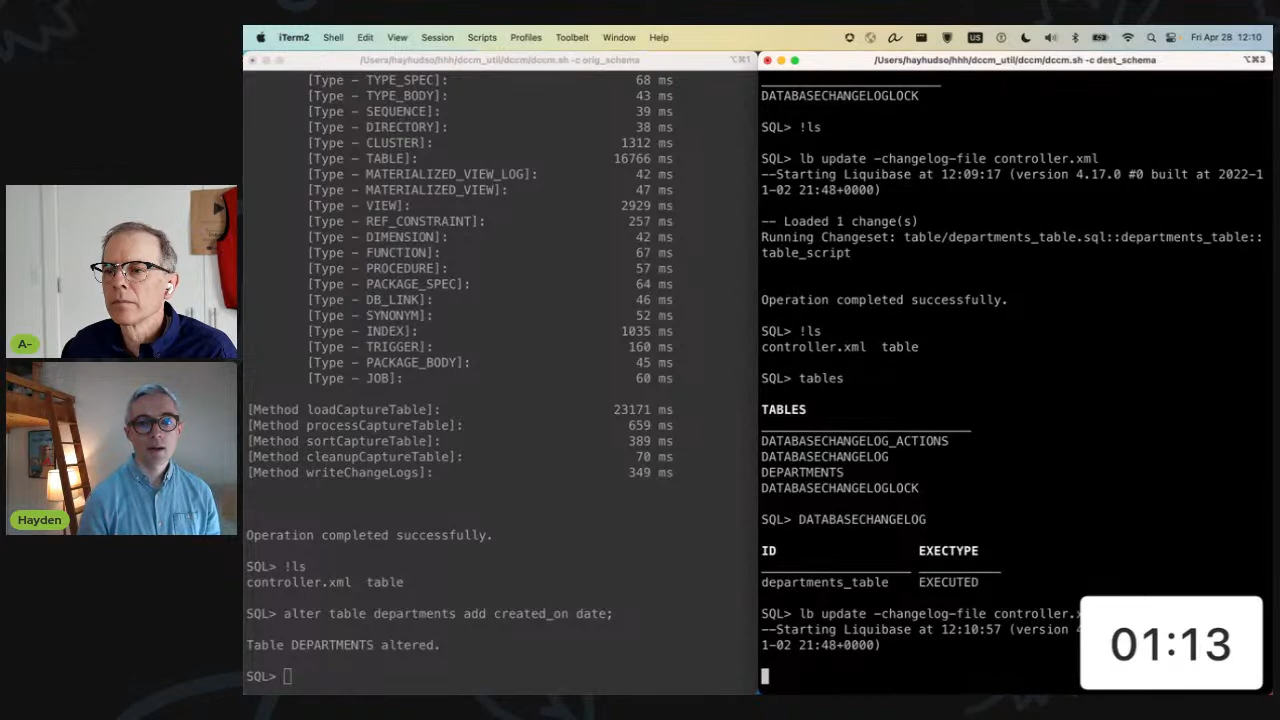 iTerm2 Shell Edit View Session Scripts Profiles Toolbelt Window Help
US
Fri Apr 28 12:10
/Users/hayhudso/hhh/dccm_util/dccm/dccm.sh -c orig_schema
⌥⌘1
[Type - TYPE_SPEC]: 68 ms
[Type - TYPE_BODY]: 43 ms
[Type - SEQUENCE]: 39 ms
[Type - DIRECTORY]: 38 ms
[Type - CLUSTER]: 1312 ms
[Type - TABLE]: 16766 ms
[Type - MATERIALIZED_VIEW_LOG]: 42 ms
[Type - MATERIALIZED_VIEW]: 47 ms
[Type - VIEW]: 2929 ms
[Type - REF_CONSTRAINT]: 257 ms
[Type - DIMENSION]: 42 ms
[Type - FUNCTION]: 67 ms
[Type - PROCEDURE]: 57 ms
[Type - PACKAGE_SPEC]: 64 ms
[Type - DB_LINK]: 46 ms
[Type - SYNONYM]: 52 ms
[Type - INDEX]: 1035 ms
[Type - TRIGGER]: 160 ms
[Type - PACKAGE_BODY]: 45 ms
[Type - JOB]: 60 ms
[Method loadCaptureTable]: 23171 ms
[Method processCaptureTable]: 659 ms
[Method sortCaptureTable]: 389 ms
[Method cleanupCaptureTable]: 70 ms
[Method writeChangeLogs]: 349 ms
Operation completed successfully.
SQL> !ls
controller.xml table
SQL> alter table departments add created_on date;
Table DEPARTMENTS altered.
SQL>
/Users/hayhudso/hhh/dccm_util/dccm/dccm.sh -c dest_schema
⌥⌘3
DATABASECHANGELOGLOCK
SQL> !ls
SQL> lb update -changelog-file controller.xml
--Starting Liquibase at 12:09:17 (version 4.17.0 #0 built at 2022-1
1-02 21:48+0000)
-- Loaded 1 change(s)
Running Changeset: table/departments_table.sql::departments_table::
table_script
Operation completed successfully.
SQL> !ls
controller.xml table
SQL> tables
TABLES
DATABASECHANGELOG_ACTIONS
DATABASECHANGELOG
DEPARTMENTS
DATABASECHANGELOGLOCK
SQL> DATABASECHANGELOG
ID EXECTYPE
departments_table EXECUTED
SQL> lb update -changelog-file controller.x
--Starting Liquibase at 12:10:57 (version 4
1-02 21:48+0000)
01:13
A-
Hayden